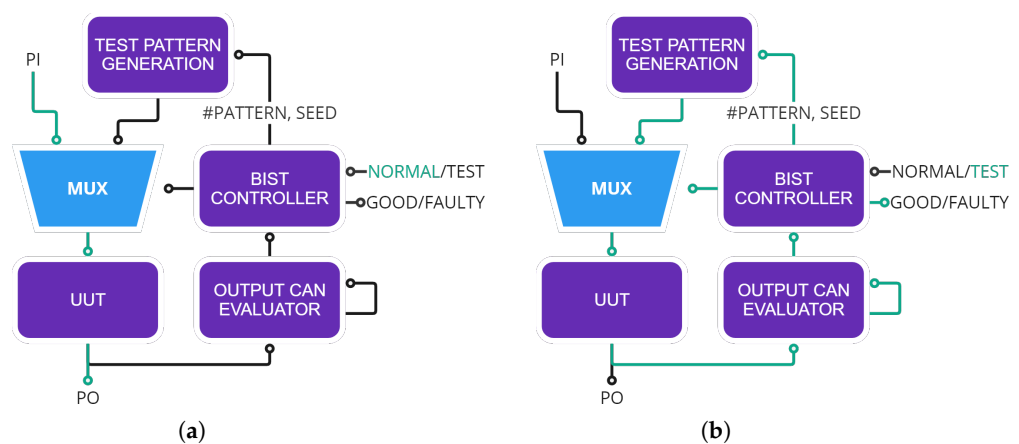 TEST PATTERN
GENERATION
PI
#PATTERN, SEED
MUX
BIST
CONTROLLER
NORMAL/TEST
GOOD/FAULTY
UUT
OUTPUT CAN
EVALUATOR
PO
(a)
TEST PATTERN
GENERATION
PI
#PATTERN, SEED
MUX
BIST
CONTROLLER
NORMAL/TEST
GOOD/FAULTY
UUT
OUTPUT CAN
EVALUATOR
PO
(b)